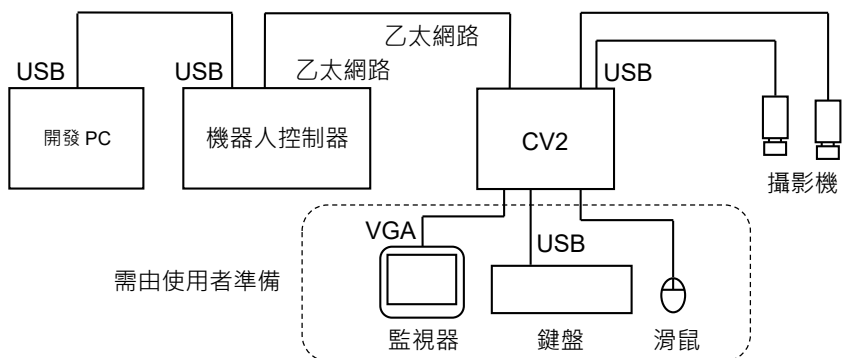 乙太網路
USB
USB
乙太網路
USB
開發 PC
機器人控制器
CV2
攝影機
VGA
USB
需由使用者準備
監視器
鍵盤
滑鼠